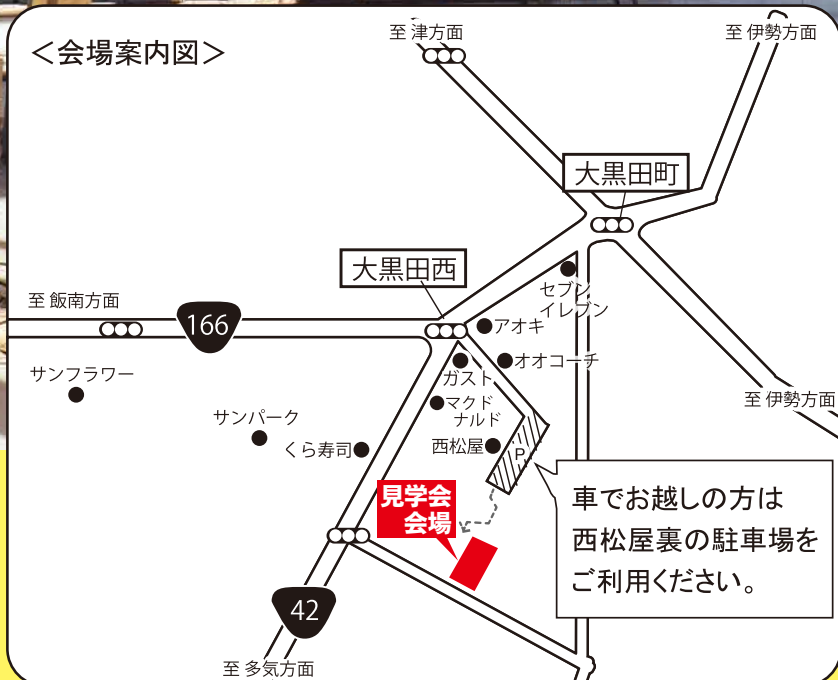 ＜会場案内図＞
至 津方面
至 伊勢方面
大黒田町
大黒田西
セブン
イレブン
至 飯南方面
166
アオキ
オオコーチ
サンフラワー
ガスト
至 伊勢方面
マクド
ナルド
サンパーク
くら寿司
西松屋
P
見学会
会場
車でお越しの方は
西松屋裏の駐車場を
ご利用ください。
42
至 多気方面